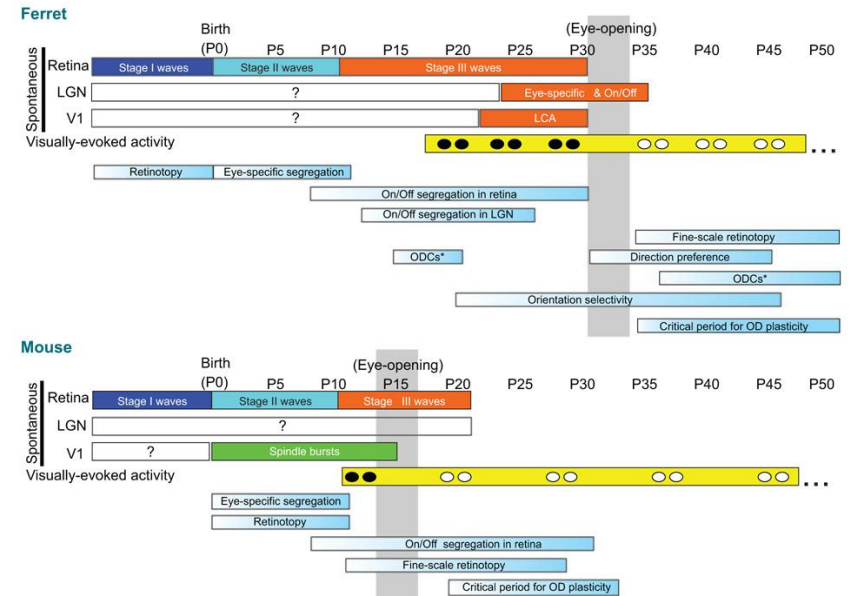 Ferret
Birth
(Eye-opening)
(P0) P5 P10 P15 P20 P25 P30 P35 P40 P45 P50
Spontaneous
Retina Stage I waves Stage II waves Stage III waves
LGN ? Eye-specific & On/Off
V1 ? LCA
Visually-evoked activity ...
Retinotopy Eye-specific segregation
On/Off segregation in retina
On/Off segregation in LGN
Fine-scale retinotopy
ODCs* Direction preference
ODCs*
Orientation selectivity
Critical period for OD plasticity
Mouse
Birth (Eye-opening)
(P0) P5 P10 P15 P20 P25 P30 P35 P40 P45 P50
Spontaneous
Retina Stage I waves Stage II waves Stage III waves
LGN ?
V1 ? Spindle bursts
Visually-evoked activity ...
Eye-specific segregation
Retinotopy
On/Off segregation in retina
Fine-scale retinotopy
Critical period for OD plasticity